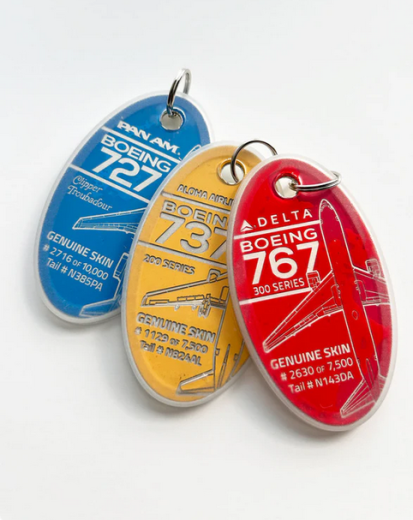 PAN AM.
BOEING
727
Clipper
Troubadour
GENUINE SKIN
# 2716 OF 10,000
Tail # N385PA
ALOHA AIRLI
BOEIN
737
200 SERIES
GENUINE SKIN
# 1129 OF 7,500
Tail # N824AL
DELTA
BOEING
767
300 SERIES
GENUINE SKIN
# 2630 OF 7,500
Tail # N143DA